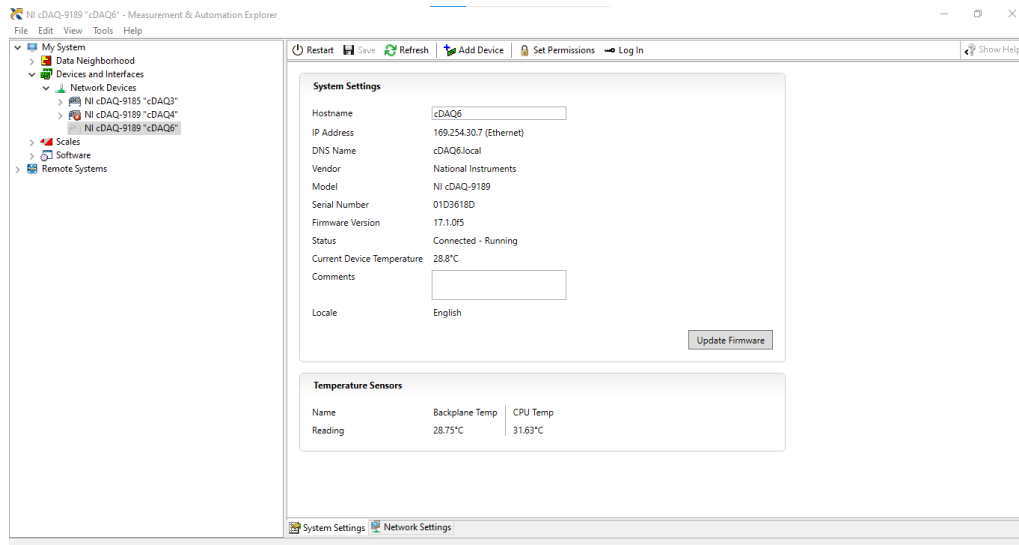 NI cDAQ-9189 "cDAQ6" - Measurement & Automation Explorer
File Edit View Tools Help
My System
Data Neighborhood
Devices and Interfaces
Network Devices
NI cDAQ-9185 "cDAQ3"
NI cDAQ-9189 "cDAQ4"
NI cDAQ-9189 "cDAQ6"
Scales
Software
Remote Systems
Restart Save Refresh Add Device Set Permissions Log In Show Help
System Settings
Hostname cDAQ6
IP Address 169.254.30.7 (Ethernet)
DNS Name cDAQ6.local
Vendor National Instruments
Model NI cDAQ-9189
Serial Number 01D3618D
Firmware Version 17.1.0f5
Status Connected - Running
Current Device Temperature 28.8°C
Comments
Locale English
Update Firmware
Temperature Sensors
Name Backplane Temp CPU Temp
Reading 28.75°C 31.63°C
System Settings Network Settings